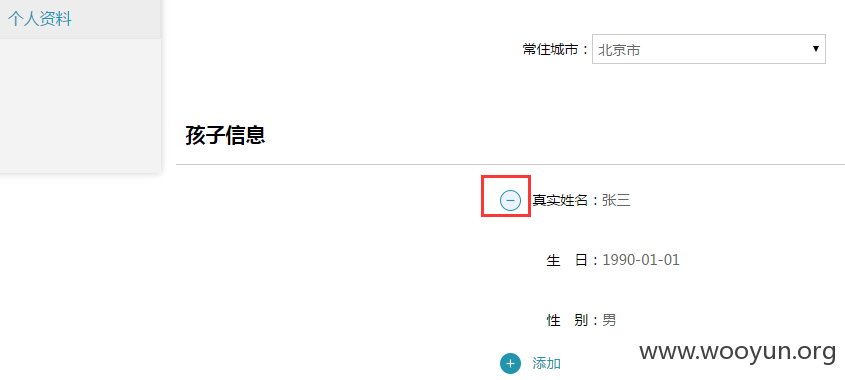 个人资料
常住城市：北京市
孩子信息
真实姓名：张三
生 日：1990-01-01
性 别：男
添加
www.wooyun.org